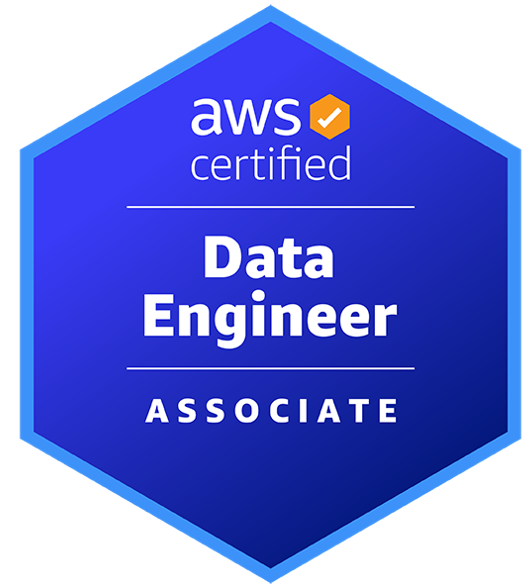 aws
certified
Data
Engineer
ASSOCIATE